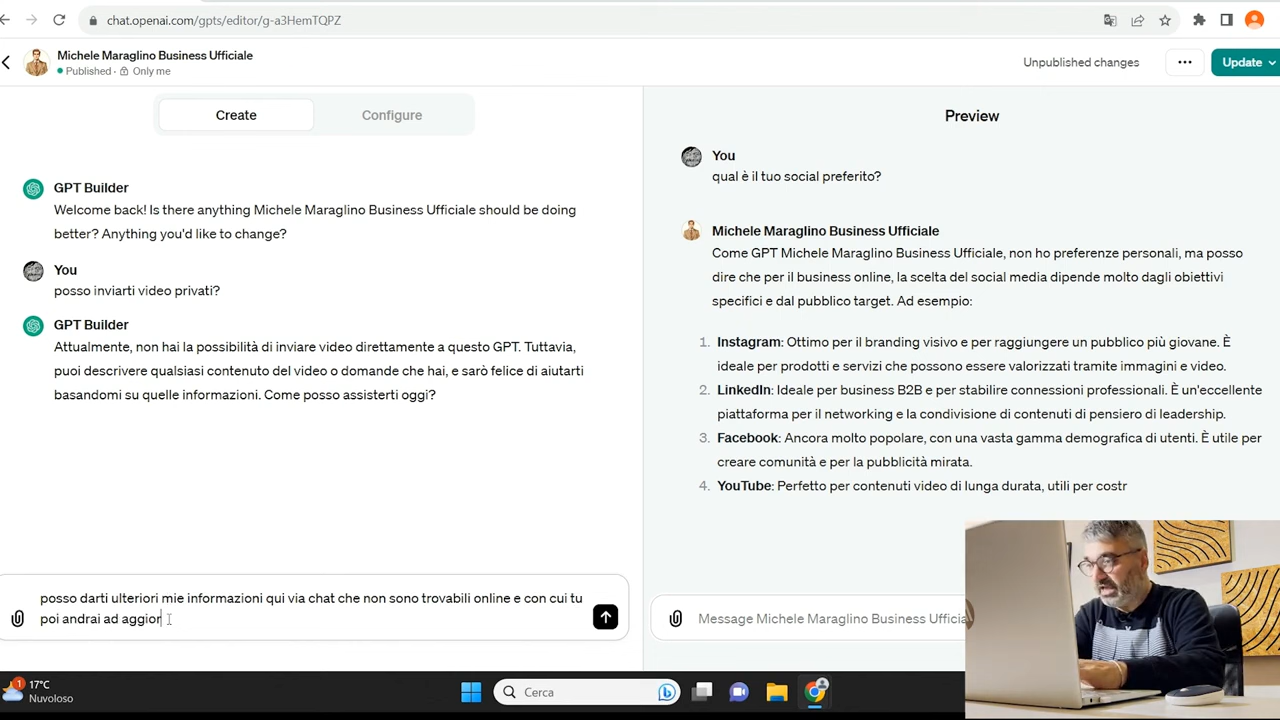 chat.openai.com/gpts/editor/g-a3HemTQPZ
Michele Maraglino Business Ufficiale
Published · Only me
Unpublished changes
Update
Create
Configure
GPT Builder
Welcome back! Is there anything Michele Maraglino Business Ufficiale should be doing
better? Anything you'd like to change?
You
posso inviarti video privati?
GPT Builder
Attualmente, non hai la possibilità di inviare video direttamente a questo GPT. Tuttavia,
puoi descrivere qualsiasi contenuto del video o domande che hai, e sarò felice di aiutarti
basandomi su quelle informazioni. Come posso assisterti oggi?
posso darti ulteriori mie informazioni qui via chat che non sono trovabili online e con cui tu
poi andrai ad aggior
Preview
You
qual è il tuo social preferito?
Michele Maraglino Business Ufficiale
Come GPT Michele Maraglino Business Ufficiale, non ho preferenze personali, ma posso
dire che per il business online, la scelta del social media dipende molto dagli obiettivi
specifici e dal pubblico target. Ad esempio:
1. Instagram: Ottimo per il branding visivo e per raggiungere un pubblico più giovane. È
ideale per prodotti e servizi che possono essere valorizzati tramite immagini e video.
2. LinkedIn: Ideale per business B2B e per stabilire connessioni professionali. È un'eccellente
piattaforma per il networking e la condivisione di contenuti di pensiero di leadership.
3. Facebook: Ancora molto popolare, con una vasta gamma demografica di utenti. È utile per
creare comunità e per la pubblicità mirata.
4. YouTube: Perfetto per contenuti video di lunga durata, utili per costr
Message Michele Maraglino Business Ufficia
1
17°C
Nuvoloso
Cerca